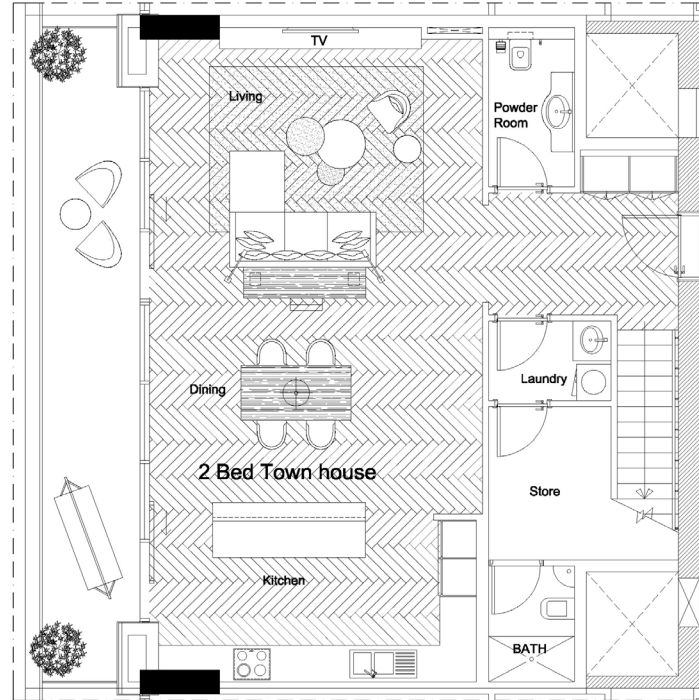 TV
Living
Powder
Room
Laundry
Dining
2 Bed Town house
Store
Kitchen
BATH